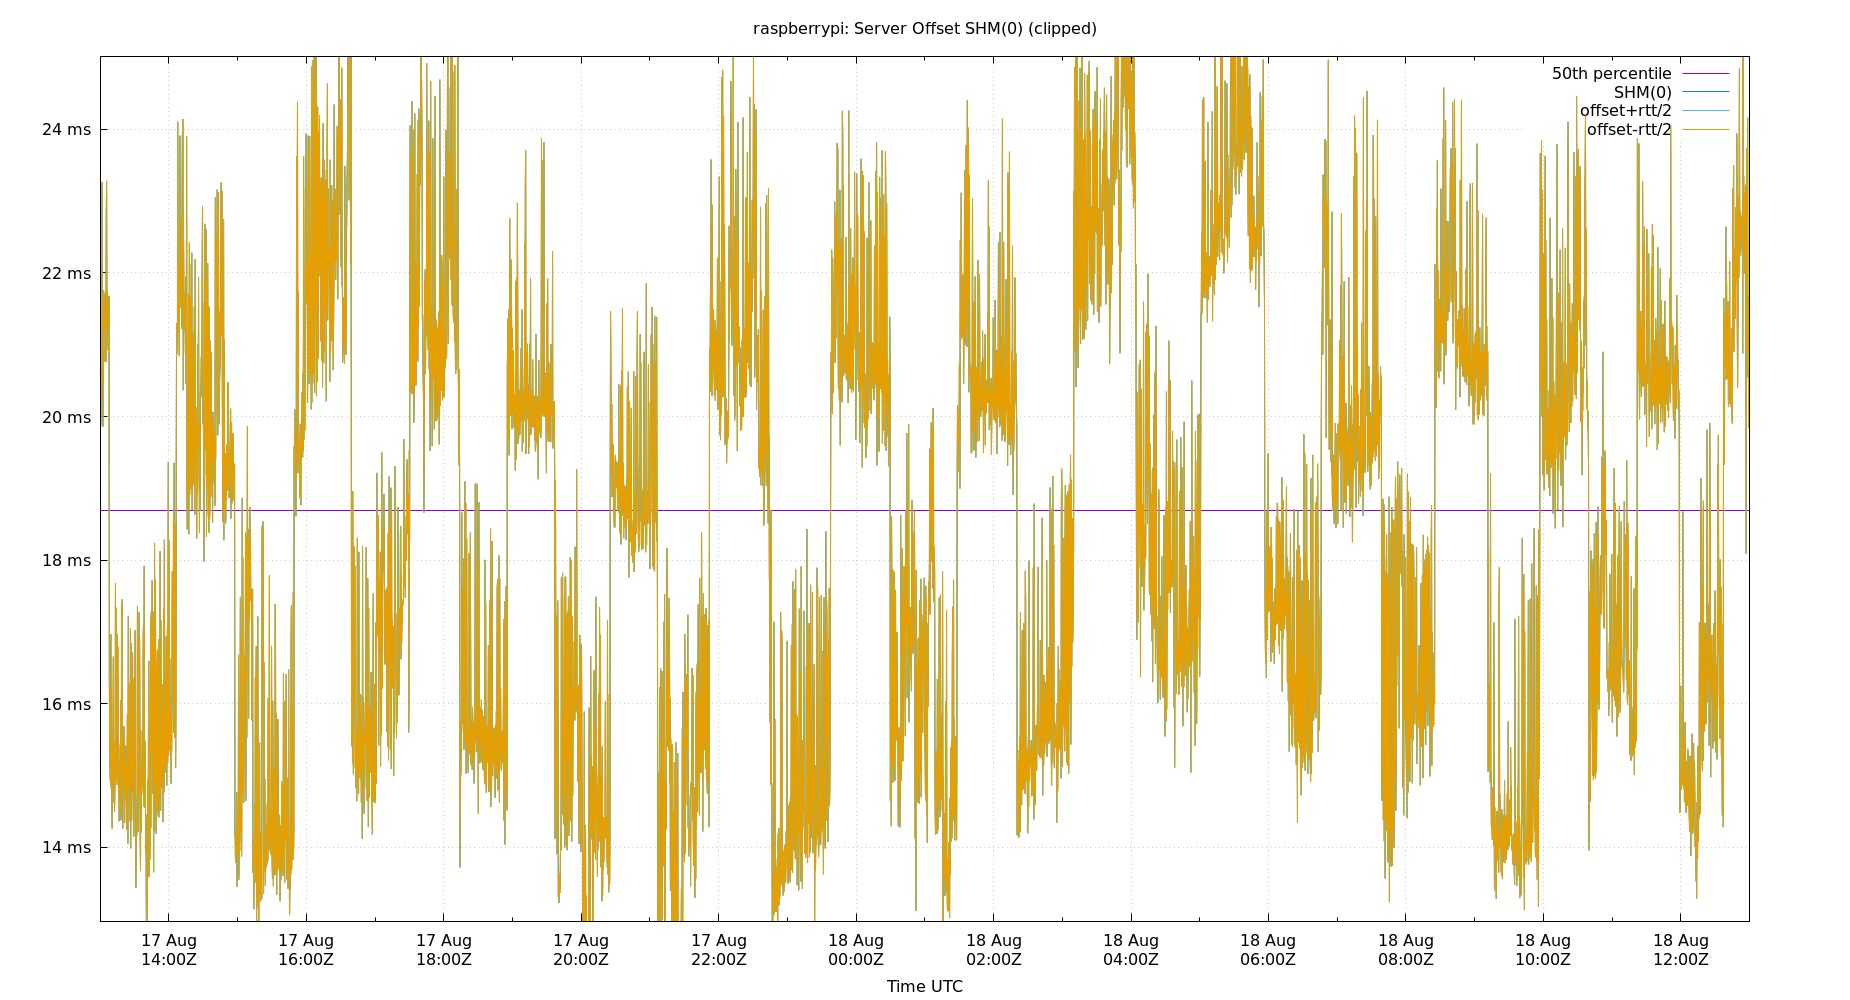 raspberrypi: Server Offset SHM(0) (clipped)
50th percentile
SHM(0)
offset+rtt/2
offset-rtt/2
24 ms
22 ms
20 ms
18 ms
16 ms
14 ms
17 Aug 17 Aug 17 Aug 17 Aug 17 Aug 18 Aug 18 Aug 18 Aug 18 Aug 18 Aug 18 Aug 18 Aug
14:00Z 16:00Z 18:00Z 20:00Z 22:00Z 00:00Z 02:00Z 04:00Z 06:00Z 08:00Z 10:00Z 12:00Z
Time UTC